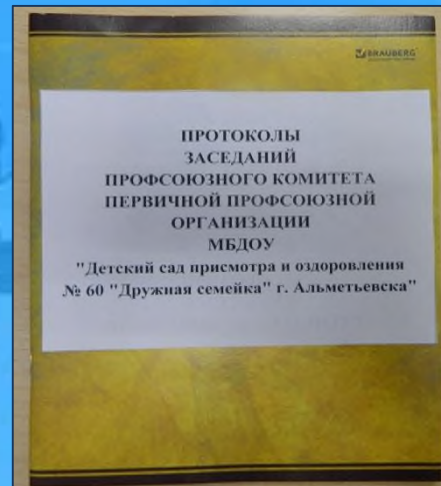 BRAUBERG
ПРОТОКОЛЫ
ЗАСЕДАНИЙ
ПРОФСОЮЗНОГО КОМИТЕТА
ПЕРВИЧНОЙ ПРОФСОЮЗНОЙ
ОРГАНИЗАЦИИ
МБДОУ
"Детский сад присмотра и оздоровления
№ 60 "Дружная семейка" г. Альметьевска"